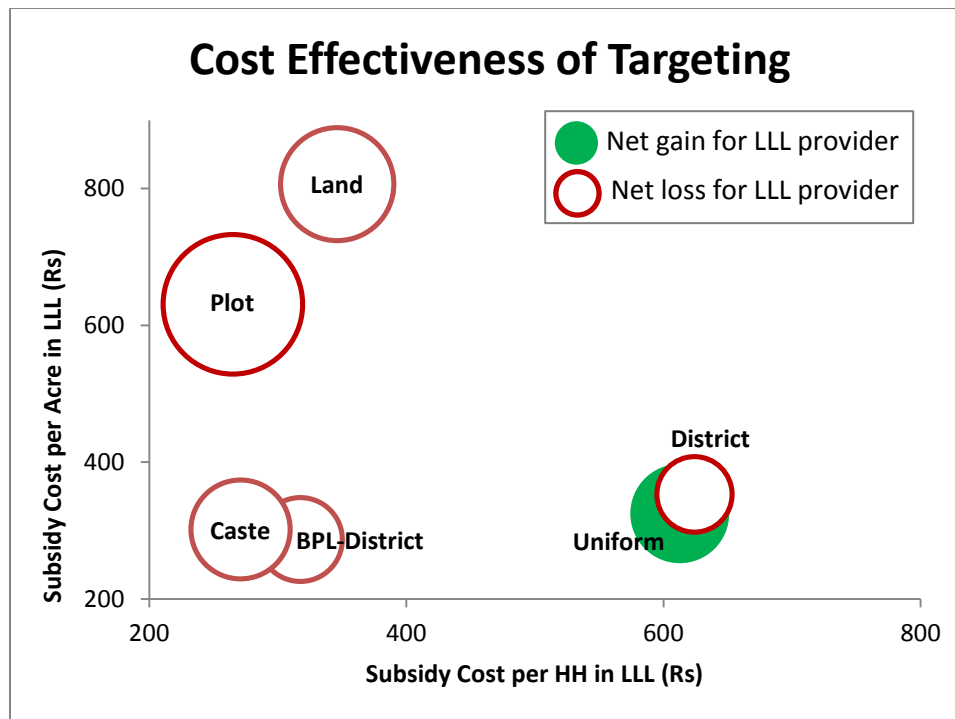 Cost Effectiveness of Targeting
Net gain for LLL provider
Net loss for LLL provider
Subsidy Cost per Acre in LLL (Rs)
800
600
400
200
Land
Plot
District
Caste
BPL-District
Uniform
200
400
600
800
Subsidy Cost per HH in LLL (Rs)